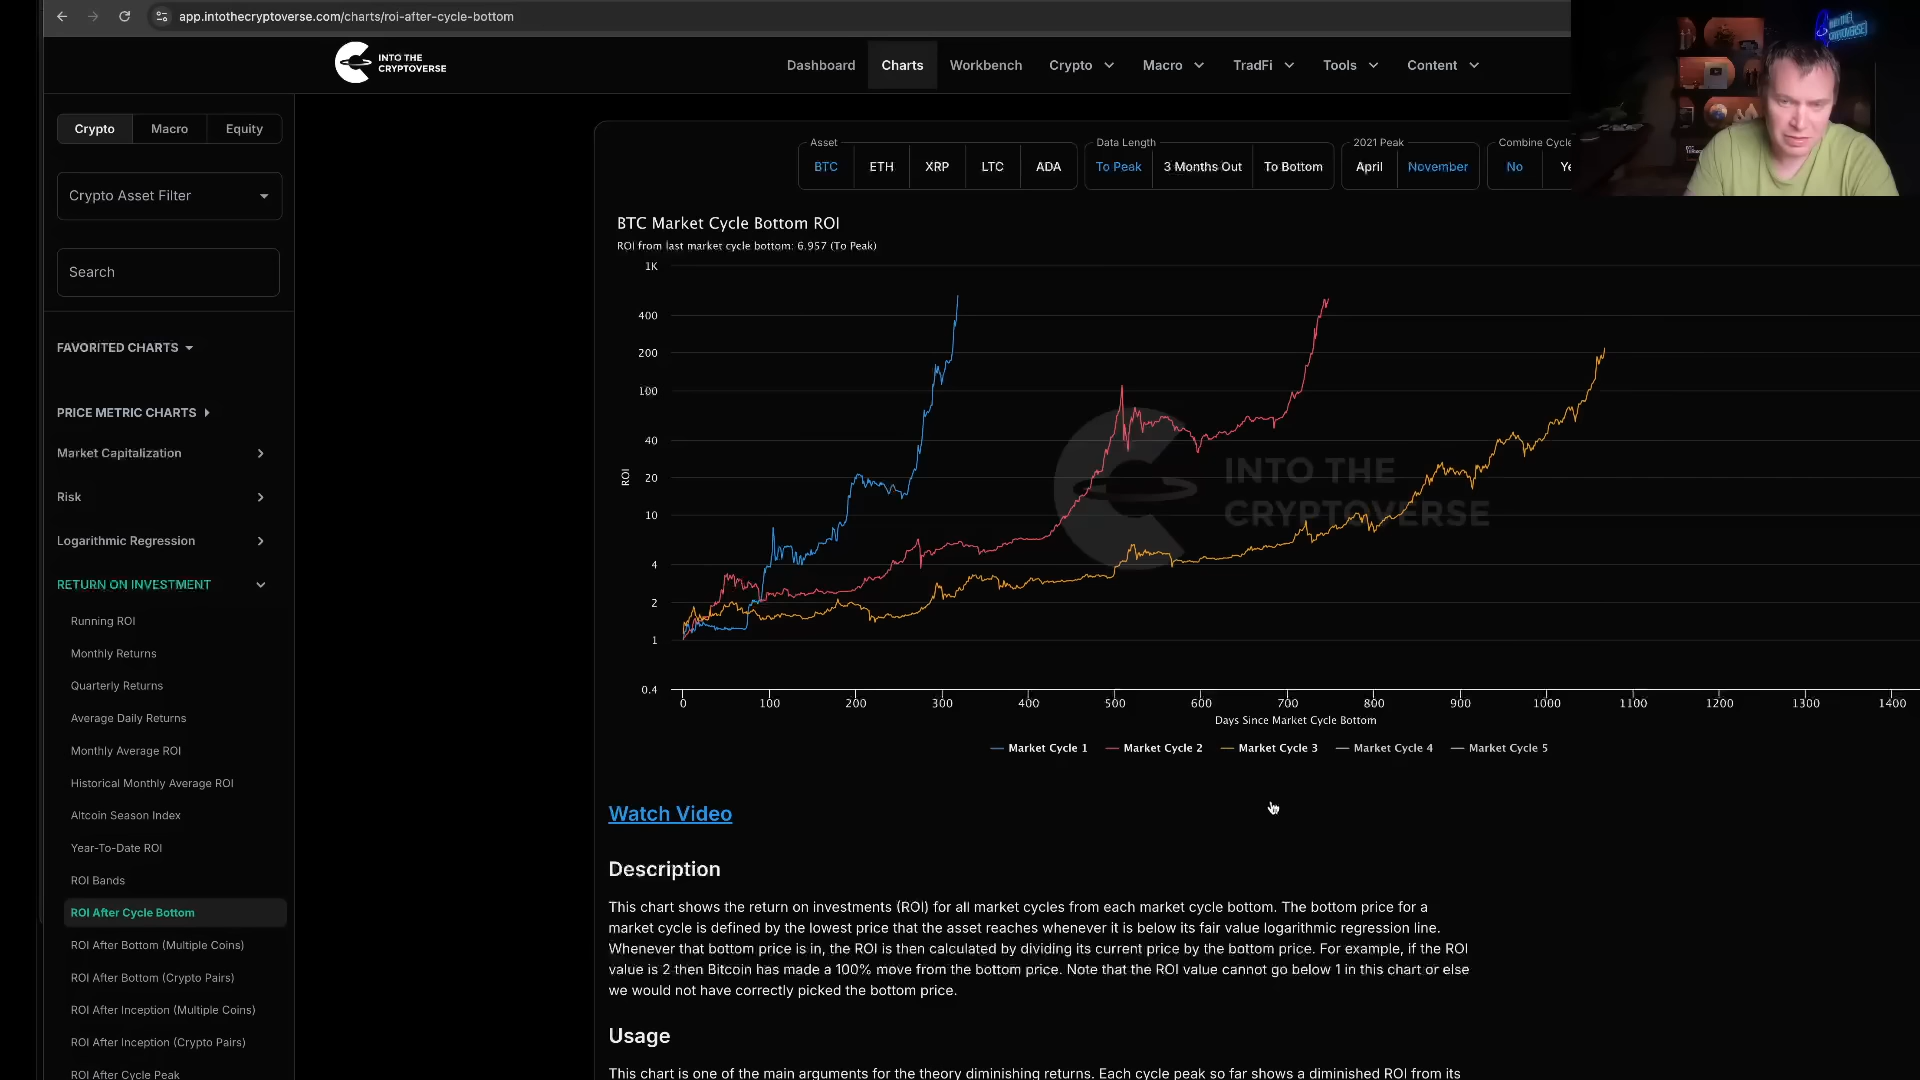 app.intothecryptoverse.com/charts/roi-after-cycle-bottom
INTO THE
CRYPTOVERSE
Dashboard
Charts
Workbench
Crypto
Macro
TradFi
Tools
Content
Crypto
Macro
Equity
Crypto Asset Filter
Search
FAVORITED CHARTS
PRICE METRIC CHARTS
Market Capitalization
Risk
Logarithmic Regression
RETURN ON INVESTMENT
Running ROI
Monthly Returns
Quarterly Returns
Average Daily Returns
Monthly Average ROI
Historical Monthly Average ROI
Altcoin Season Index
Year-To-Date ROI
ROI Bands
ROI After Cycle Bottom
ROI After Bottom (Multiple Coins)
ROI After Bottom (Crypto Pairs)
ROI After Inception (Multiple Coins)
ROI After Inception (Crypto Pairs)
ROI After Cycle Peak
Asset
BTC ETH XRP LTC ADA
Data Length
To Peak 3 Months Out To Bottom
2021 Peak
April November
Combine Cycle
No Ye
BTC Market Cycle Bottom ROI
ROI from last market cycle bottom: 6.957 (To Peak)
1K
400
200
100
40
20
10
4
2
1
0.4
ROI
INTO THE
CRYPTOVERSE
0 100 200 300 400 500 600 700 800 900 1000 1100 1200 1300 1400
Days Since Market Cycle Bottom
Market Cycle 1 Market Cycle 2 Market Cycle 3 Market Cycle 4 Market Cycle 5
Watch Video
Description
This chart shows the return on investments (ROI) for all market cycles from each market cycle bottom. The bottom price for a
market cycle is defined by the lowest price that the asset reaches whenever it is below its fair value logarithmic regression line.
Whenever that bottom price is in, the ROI is then calculated by dividing its current price by the bottom price. For example, if the ROI
value is 2 then Bitcoin has made a 100% move from the bottom price. Note that the ROI value cannot go below 1 in this chart or else
we would not have correctly picked the bottom price.
Usage
This chart is one of the main arguments for the theory diminishing returns. Each cycle peak so far shows a diminished ROI from its